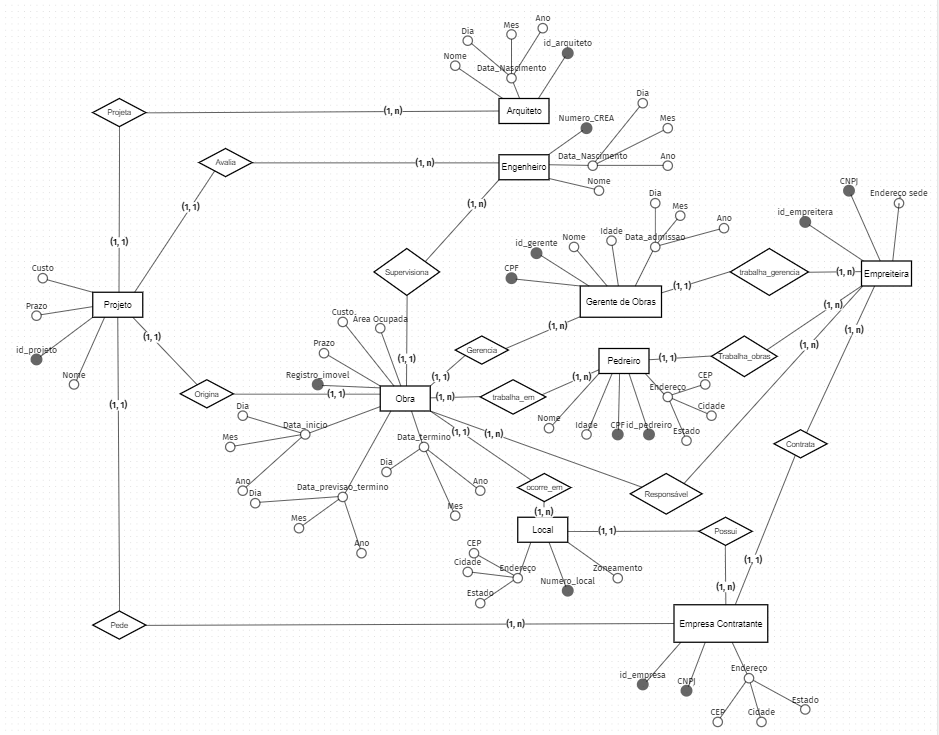 Ano
Mes
Dia
id_arquiteto
Nome
Data_Nascimento
Arquiteto
Projeta
(1, n)
Dia
Numero_CREA
Mes
Data_Nascimento
Ano
Avalia
(1, n)
Engenheiro
Nome
(1, 1)
(1, n)
(1, 1)
CNPJ
Endereço sede
id_empreitera
Dia
Mes
Ano
Idade
Nome
Data_admissao
id_gerente
CPF
Supervisiona
Gerente de Obras
(1, 1)
trabalha_gerencia
(1, n)
Empreiteira
Custo
Prazo
Projeto
id_projeto
Nome
(1, 1)
(1, 1)
Origina
(1, 1)
Custo
Area Ocupada
Prazo
Registro_imovel
(1, 1)
Obra
Gerencia
(1, n)
(1, 1)
(1, n)
trabalha_em
(1, n)
Pedreiro
(1, 1)
Trabalha_obras
(1, n)
(1, n)
(1, n)
Nome
Idade
CPF
id_pedreiro
Endereço
CEP
Cidade
Estado
Dia
Mes
Ano
Data_inicio
Dia
Mes
Ano
Data_previsao_termino
Data_termino
Dia
Mes
Ano
(1, 1)
(1, n)
Contrata
Responsável
ocorre_em
(1, n)
Local
(1, 1)
Possui
CEP
Cidade
Estado
Endereço
Numero_local
Zoneamento
(1, 1)
(1, n)
Pede
(1, n)
Empresa Contratante
id_empresa
CNPJ
Endereço
CEP
Cidade
Estado